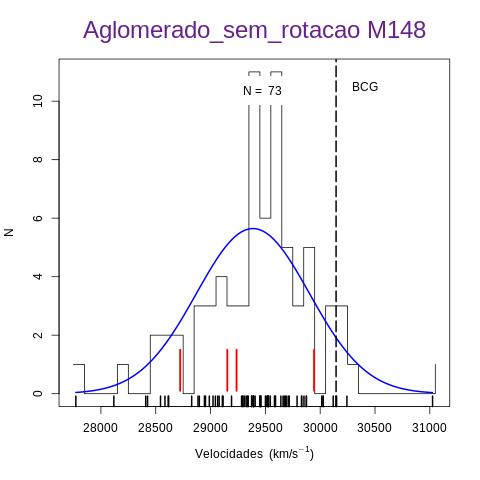 Aglomerado_sem_rotacao M148
N = 73
BCG
N
0
2
4
6
8
10
28000 28500 29000 29500 30000 30500 31000
Velocidades (km/s⁻¹)